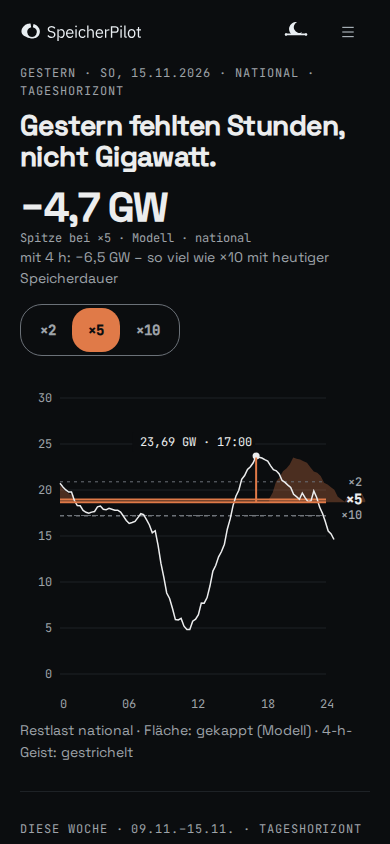 SpeicherPilot
GESTERN · SO, 15.11.2026 · NATIONAL ·
TAGESHORIZONT
Gestern fehlten Stunden,
nicht Gigawatt.
−4,7 GW
Spitze bei ×5 · Modell · national
mit 4 h: −6,5 GW – so viel wie ×10 mit heutiger
Speicherdauer
×2 ×5 ×10
30
25
23,69 GW · 17:00
20
×2
×5
×10
15
10
5
0
0 06 12 18 24
Restlast national · Fläche: gekappt (Modell) · 4-h-
Geist: gestrichelt
DIESE WOCHE · 09.11.–15.11. · TAGESHORIZONT